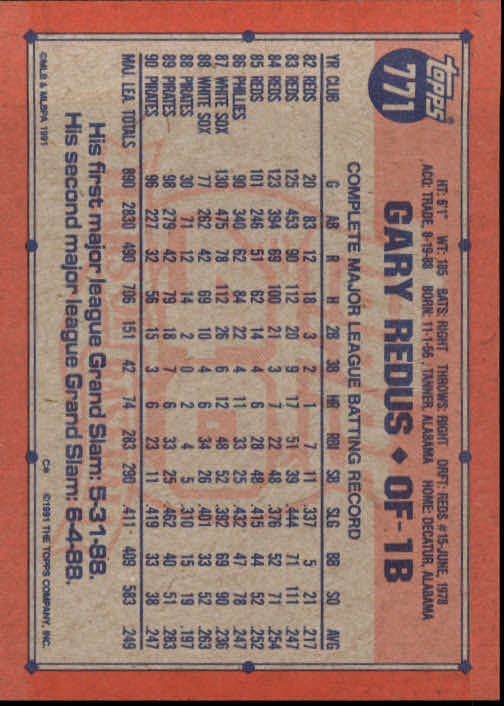 TOPPS®
771
HT: 6'1" WT: 185 BATS: RIGHT THROWS: RIGHT DRFT: REDS #15-JUNE, 1978
ACQ: TRADE 8-19-88 BORN: 11-1-56, TANNER, ALABAMA HOME: DECATUR, ALABAMA
GARY REDUS ♦ OF-1B
COMPLETE MAJOR LEAGUE BATTING RECORD
YR CLUB G AB R H 2B 3B HR RBI SB SLG BB SO AVG
82 REDS 20 83 12 18 3 2 1 7 11 .337 5 21 .217
83 REDS 125 453 90 112 20 9 17 51 39 .444 71 111 .247
84 REDS 123 394 69 100 21 3 7 22 48 .376 52 71 .254
85 REDS 101 246 51 62 14 4 6 28 48 .415 44 52 .252
86 PHILLIES 90 340 62 84 22 4 11 33 25 .432 47 78 .247
87 WHITE SOX 130 475 78 112 26 6 12 48 52 .392 69 90 .236
88 WHITE SOX 77 262 42 69 10 4 6 34 26 .401 33 52 .263
88 PIRATES 30 71 12 14 2 0 2 4 5 .310 15 19 .197
89 PIRATES 98 279 42 79 18 7 6 33 25 .462 40 51 .283
90 PIRATES 96 227 32 56 15 3 6 23 11 .419 33 38 .247
MAJ. LEA. TOTALS 890 2830 490 706 151 42 74 283 290 .411 409 583 .249
His first major league Grand Slam: 5-31-88.
His second major league Grand Slam: 6-4-88.
©MLB & MLBPA 1991 C* ©1991 THE TOPPS COMPANY, INC.